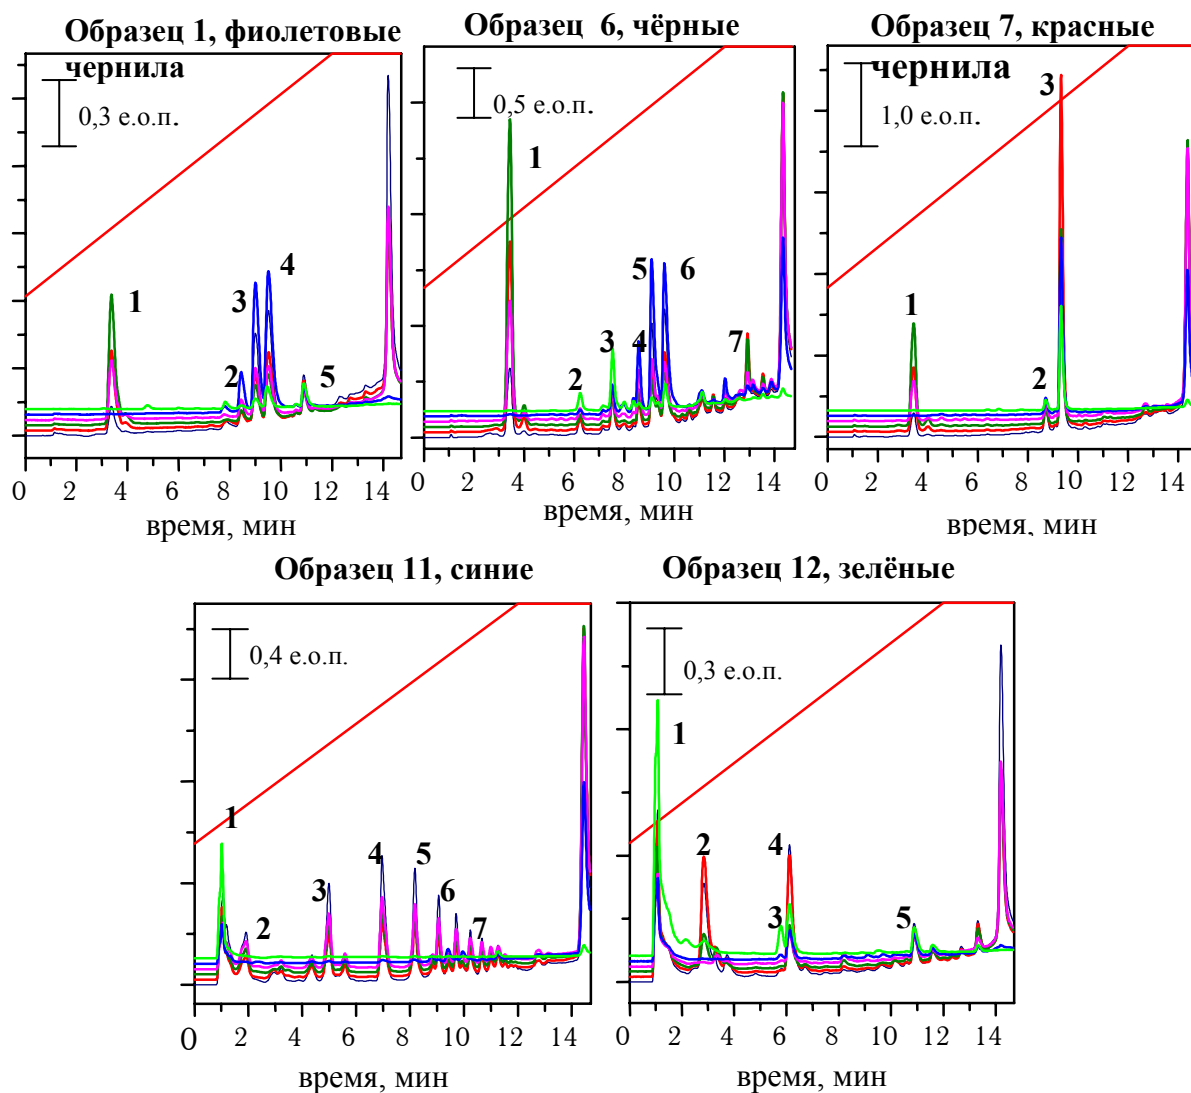 Образец 1, фиолетовые
чернила
0,3 е.о.п.
1
2
3
4
5
0 2 4 6 8 10 12 14
время, мин
Образец 6, чёрные
0,5 е.о.п.
1
2
3
4
5
6
7
0 2 4 6 8 10 12 14
время, мин
Образец 7, красные
чернила
1,0 е.о.п.
1
2
3
0 2 4 6 8 10 12 14
время, мин
Образец 11, синие
0,4 е.о.п.
1
2
3
4
5
6
7
0 2 4 6 8 10 12 14
время, мин
Образец 12, зелёные
0,3 е.о.п.
1
2
3
4
5
0 2 4 6 8 10 12 14
время, мин